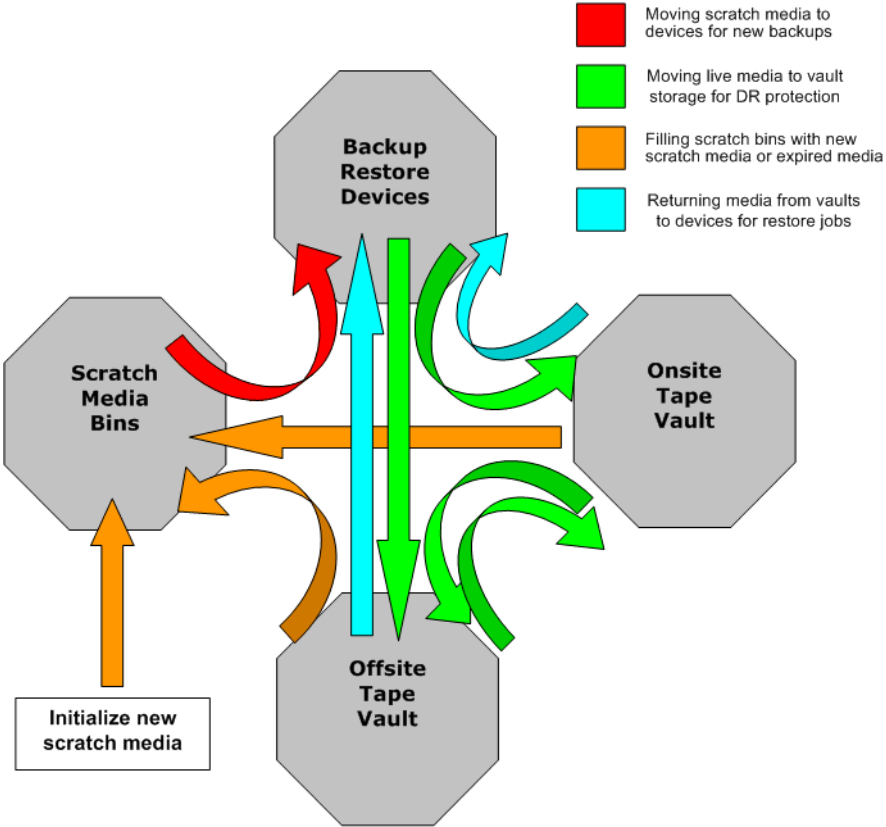 Moving scratch media to
devices for new backups
Moving live media to vault
storage for DR protection
Filling scratch bins with new
scratch media or expired media
Returning media from vaults
to devices for restore jobs
Backup
Restore
Devices
Scratch
Media
Bins
Onsite
Tape
Vault
Offsite
Tape
Vault
Initialize new
scratch media